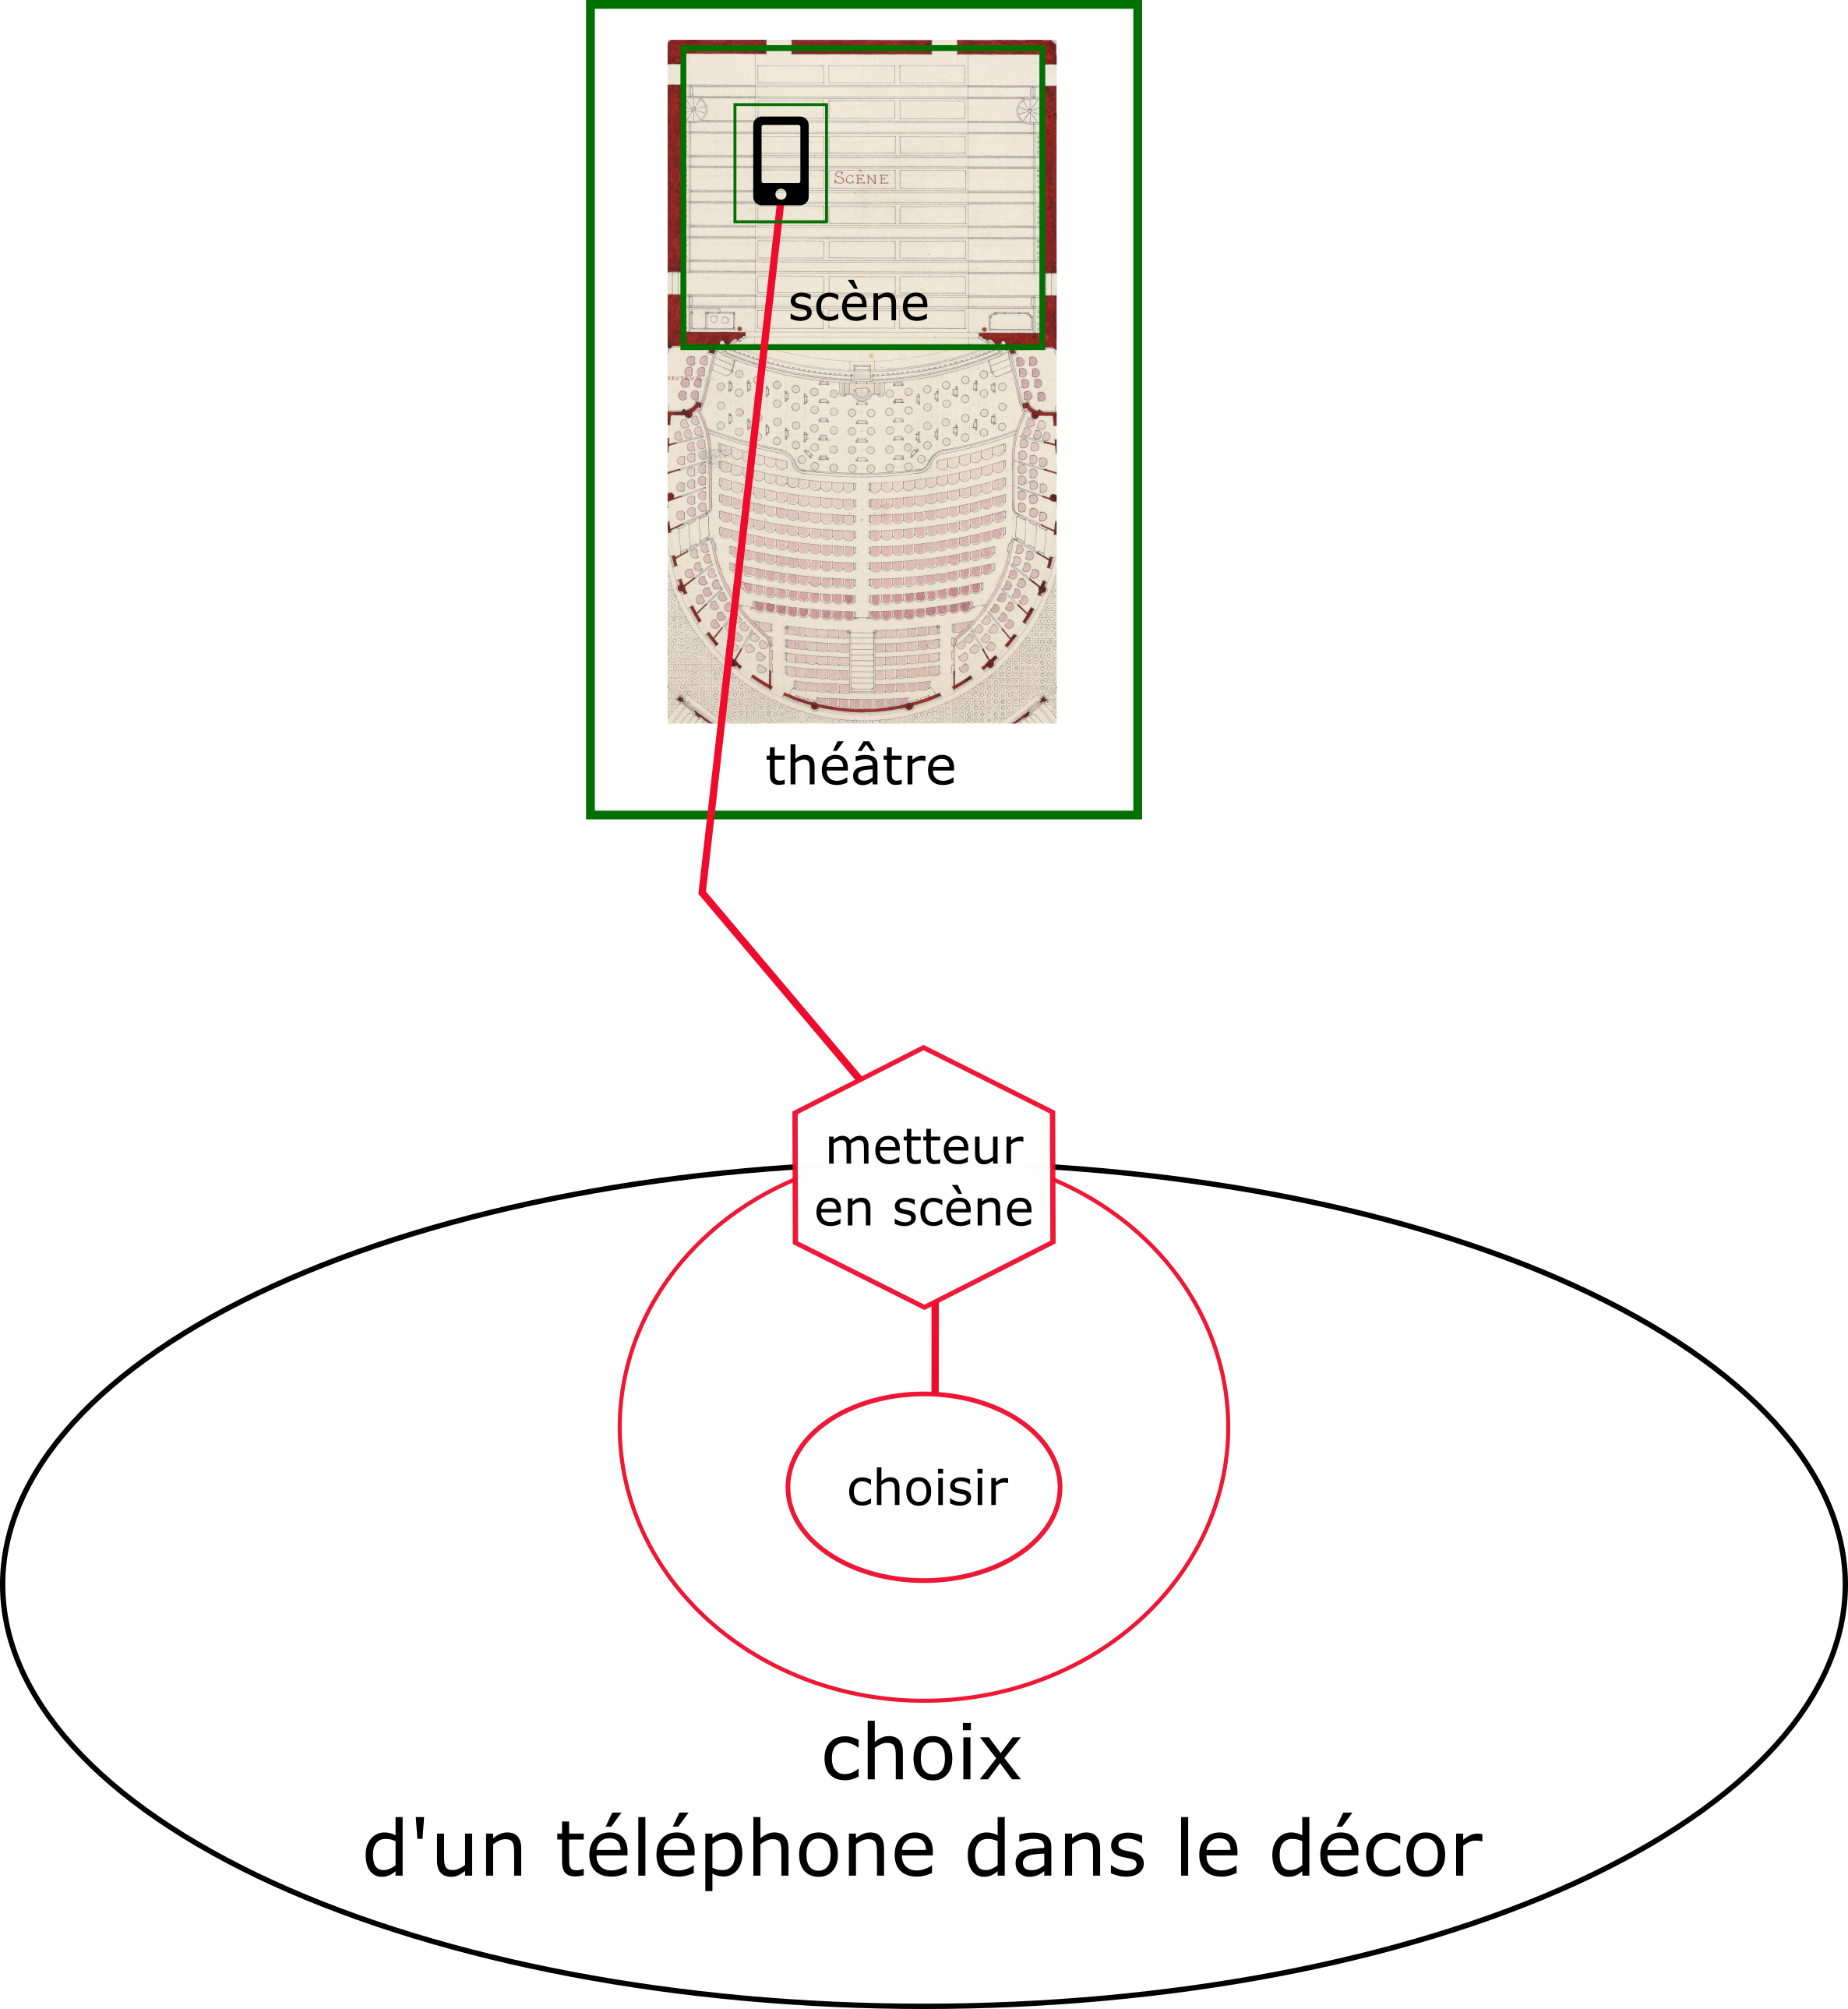 SCÈNE
scène
théâtre
metteur
en scène
choisir
choix
d'un téléphone dans le décor